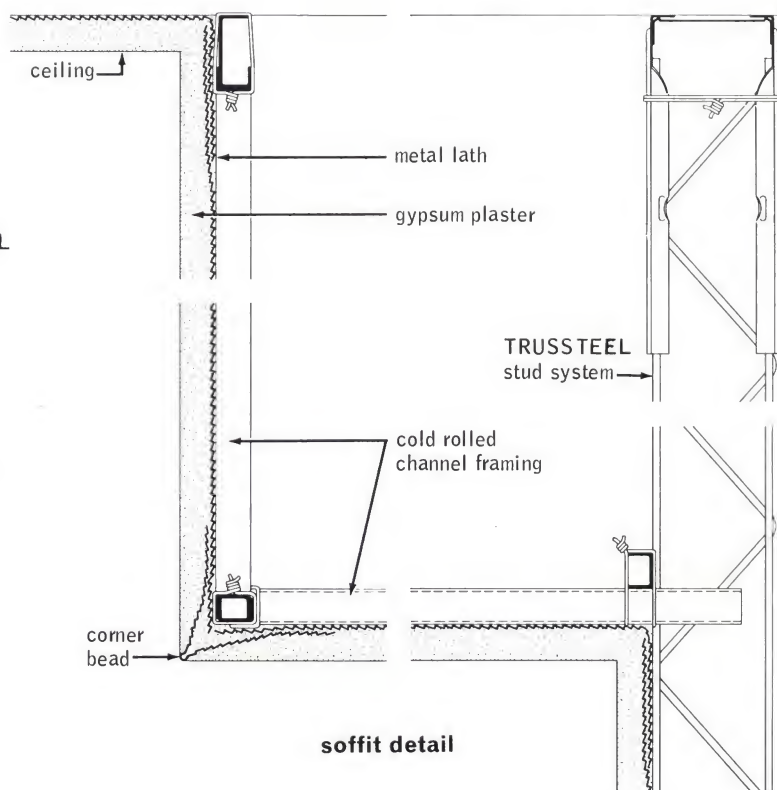 ceiling
metal lath
gypsum plaster
TRUSSTEEL
stud system
cold rolled
channel framing
corner
bead
soffit detail